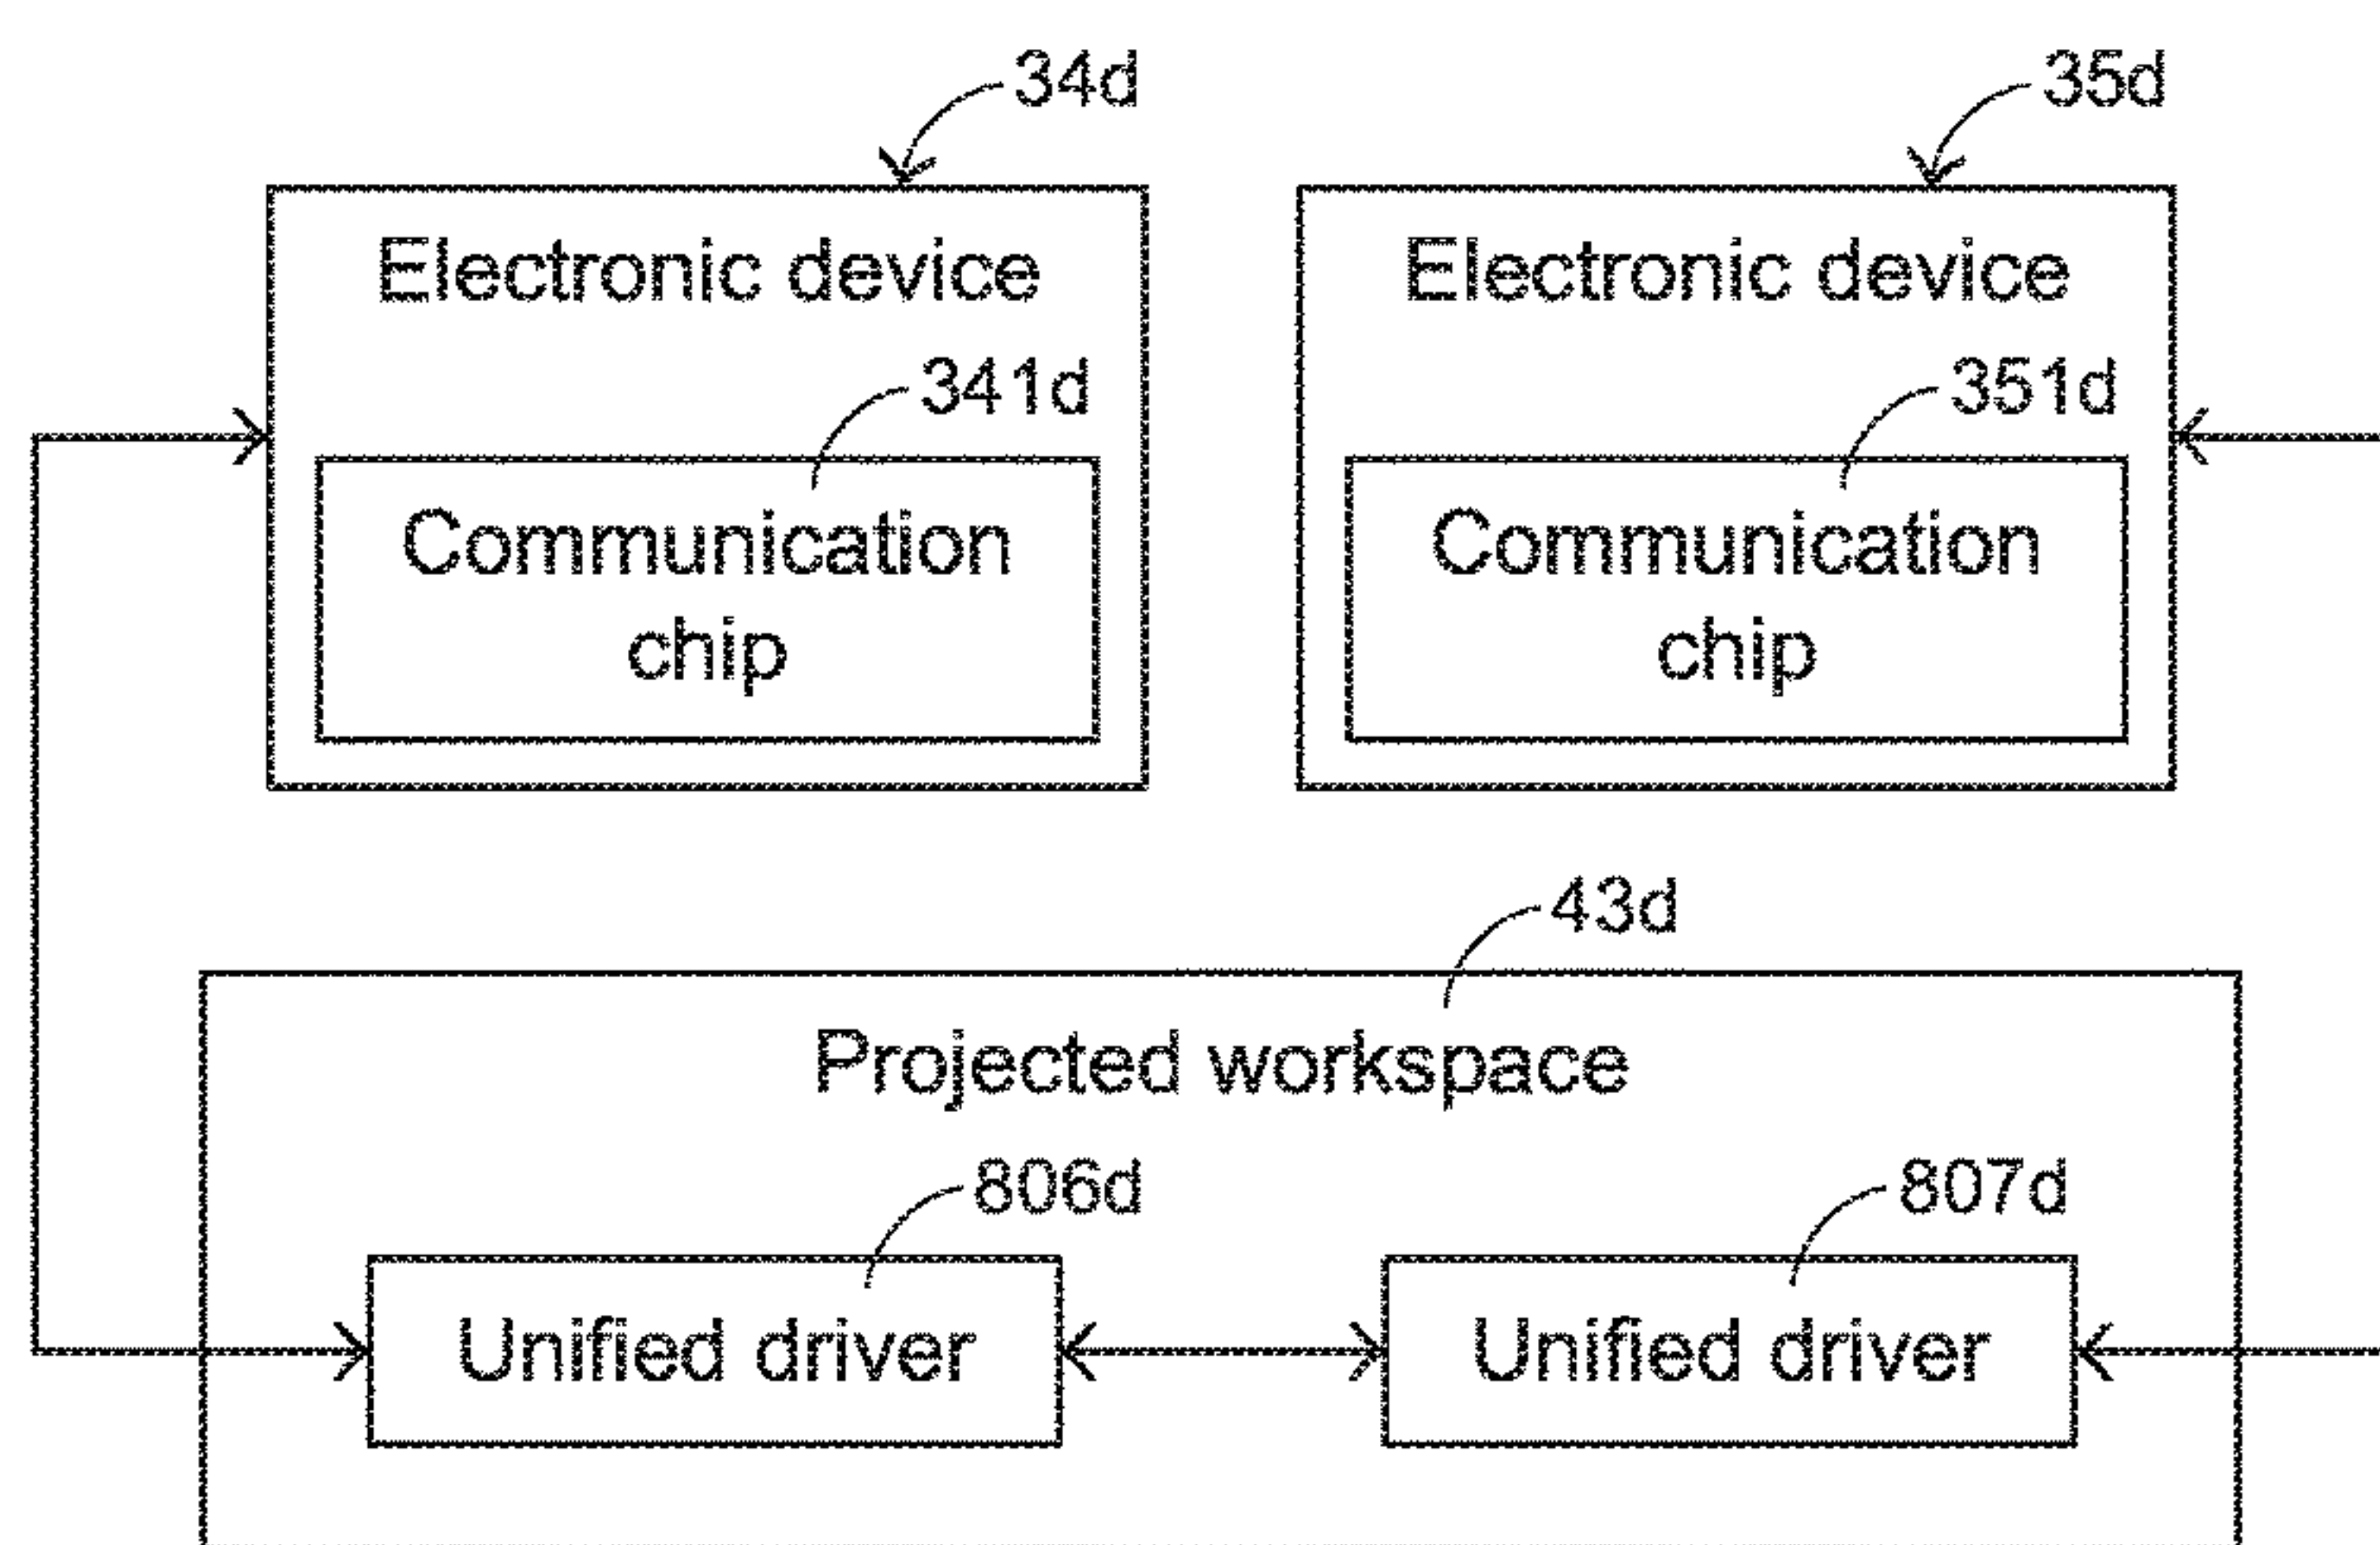 34d
35d
Electronic device
Electronic device
341d
351d
Communication
chip
Communication
chip
43d
Projected workspace
806d
807d
Unified driver
Unified driver